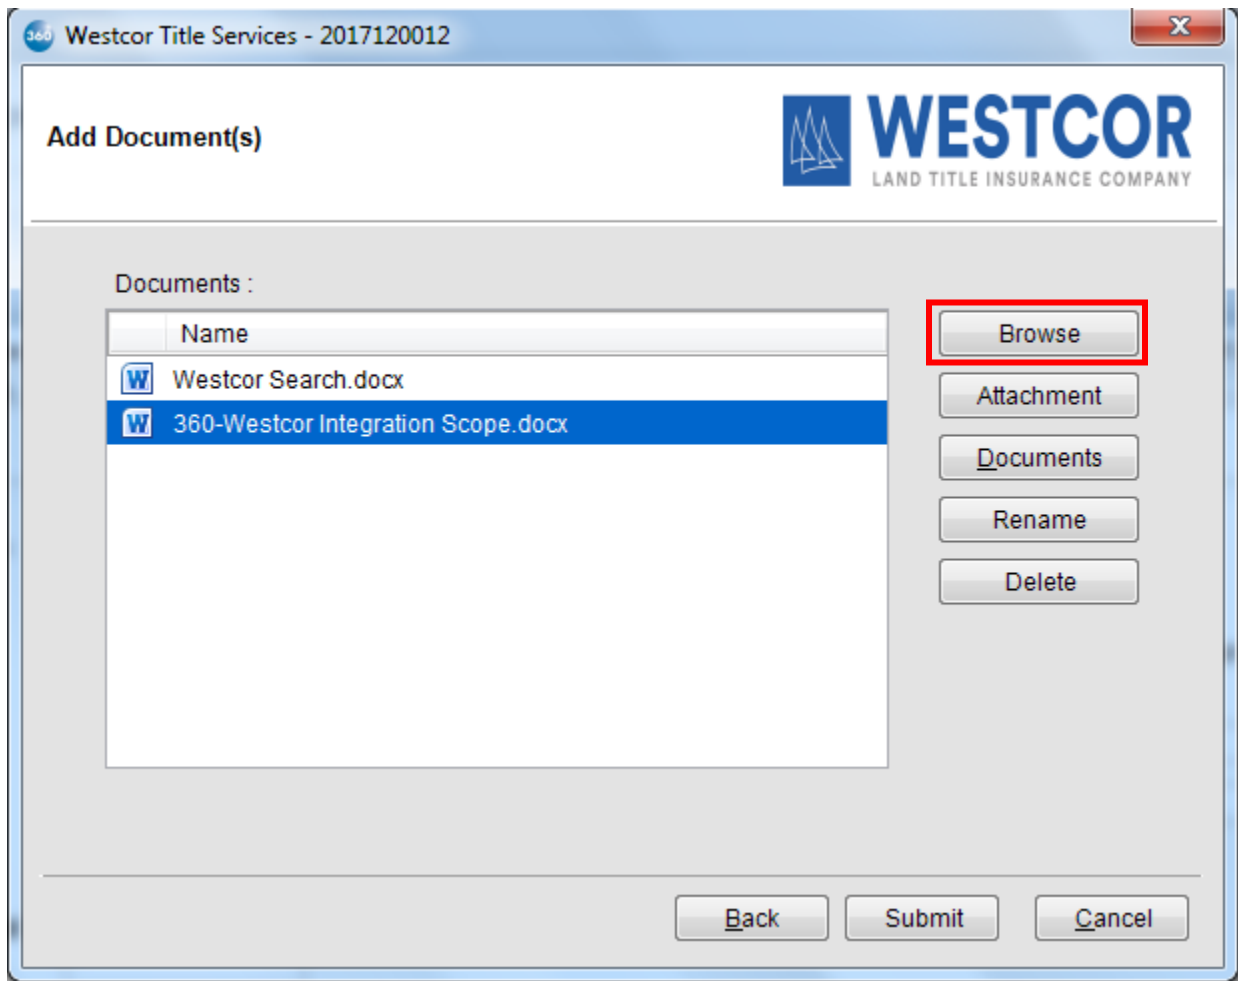 360 Westcor Title Services - 2017120012
X
Add Document(s)
WESTCOR
LAND TITLE INSURANCE COMPANY
Documents :
Name
Browse
Westcor Search.docx
Attachment
360-Westcor Integration Scope.docx
Documents
Rename
Delete
Back
Submit
Cancel